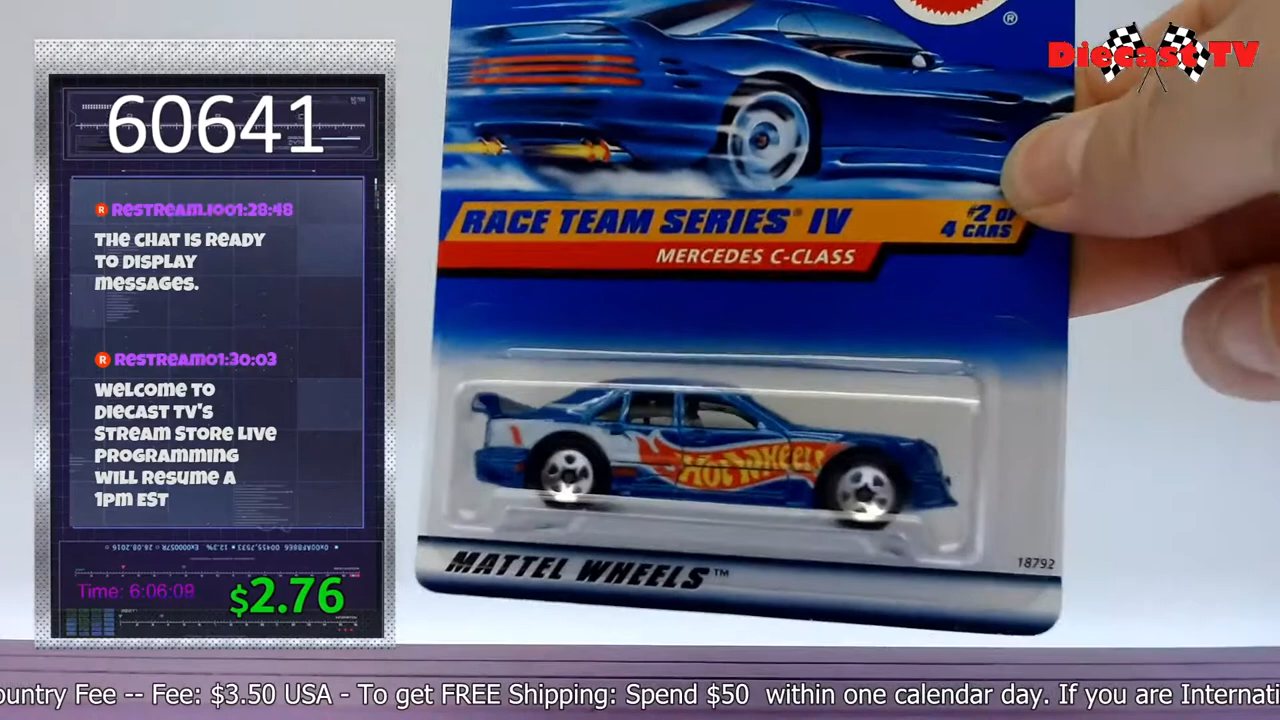 60641
Restream.io01:28:48
The chat is ready
to display
messages.
Restream01:30:03
Welcome to
Diecast TV's
Stream Store Live
Programming
will resume a
1pm EST
Time: 6:06:09
$2.76
®
Diecast TV
RACE TEAM SERIES® IV
#2 OF
4 CARS
MERCEDES C-CLASS
HOT WHEELS
MATTEL WHEELS™
18792
ountry Fee -- Fee: $3.50 USA - To get FREE Shipping: Spend $50 within one calendar day. If you are Internati